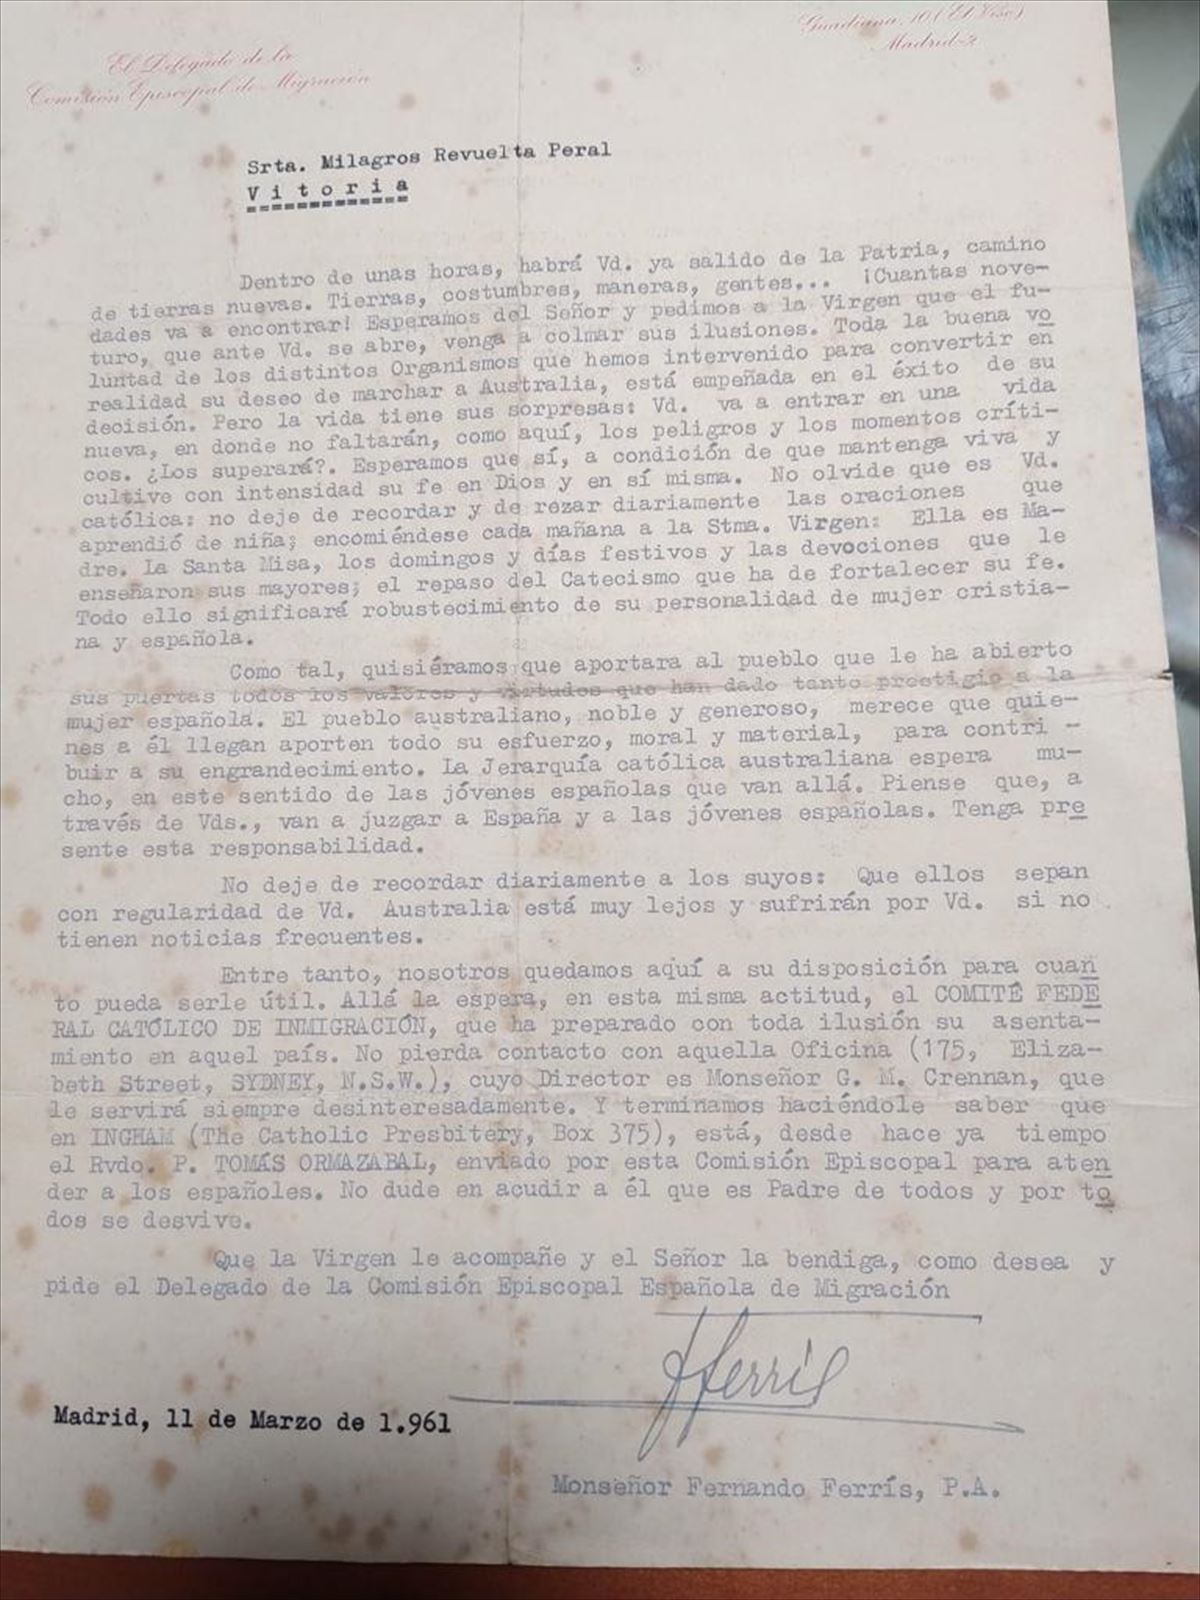 El Delegado de la
Comisión Episcopal de Migración
Guadiana, 10 (El Viso)
Madrid-2
Srta. Milagros Revuelta Peral
V i t o r i a
Dentro de unas horas, habrá Vd. ya salido de la Patria, camino
de tierras nuevas. Tierras, costumbres, maneras, gentes... ¡Cuantas nove-
dades va a encontrar! Esperamos del Señor y pedimos a la Virgen que el fu-
turo, que ante Vd. se abre, venga a colmar sus ilusiones. Toda la buena vo
luntad de los distintos Organismos que hemos intervenido para convertir en
realidad su deseo de marchar a Australia, está empeñada en el éxito de su
decisión. Pero la vida tiene sus sorpresas: Vd. va a entrar en una vida
nueva, en donde no faltarán, como aquí, los peligros y los momentos críti-
cos. ¿Los superará?. Esperamos que sí, a condición de que mantenga viva y
cultive con intensidad su fe en Dios y en sí misma. No olvide que es Vd.
católica: no deje de recordar y de rezar diariamente las oraciones que
aprendió de niña; encomiéndese cada mañana a la Stma. Virgen: Ella es Ma-
dre. La Santa Misa, los domingos y días festivos y las devociones que le
enseñaron sus mayores; el repaso del Catecismo que ha de fortalecer su fe.
Todo ello significará robustecimiento de su personalidad de mujer cristia-
na y española.
Como tal, quisiéramos que aportara al pueblo que le ha abierto
sus puertas todos los valores y virtudes que han dado tanto prestigio a la
mujer española. El pueblo australiano, noble y generoso, merece que quie-
nes a él llegan aporten todo su esfuerzo, moral y material, para contri -
buir a su engrandecimiento. La Jerarquía católica australiana espera mu-
cho, en este sentido de las jóvenes españolas que van allá. Piense que, a
través de Vds., van a juzgar a España y a las jóvenes españolas. Tenga pre
sente esta responsabilidad.
No deje de recordar diariamente a los suyos: Que ellos sepan
con regularidad de Vd. Australia está muy lejos y sufrirán por Vd. si no
tienen noticias frecuentes.
Entre tanto, nosotros quedamos aquí a su disposición para cuan
to pueda serle útil. Allá la espera, en esta misma actitud, el COMITÉ FEDE
RAL CATÓLICO DE INMIGRACIÓN, que ha preparado con toda ilusión su asenta-
miento en aquel país. No pierda contacto con aquella Oficina (175, Eliza-
beth Street, SYDNEY, N.S.W.), cuyo Director es Monseñor G. M. Crennan, que
le servirá siempre desinteresadamente. Y terminamos haciéndole saber que
en INGHAM (The Catholic Presbitery, Box 375), está, desde hace ya tiempo
el Rvdo. P. TOMÁS ORMAZABAL, enviado por esta Comisión Episcopal para aten
der a los españoles. No dude en acudir a él que es Padre de todos y por to
dos se desvive.
Que la Virgen le acompañe y el Señor la bendiga, como desea y
pide el Delegado de la Comisión Episcopal Española de Migración
FFerrís
Madrid, 11 de Marzo de 1.961
Monseñor Fernando Ferrís, P.A.